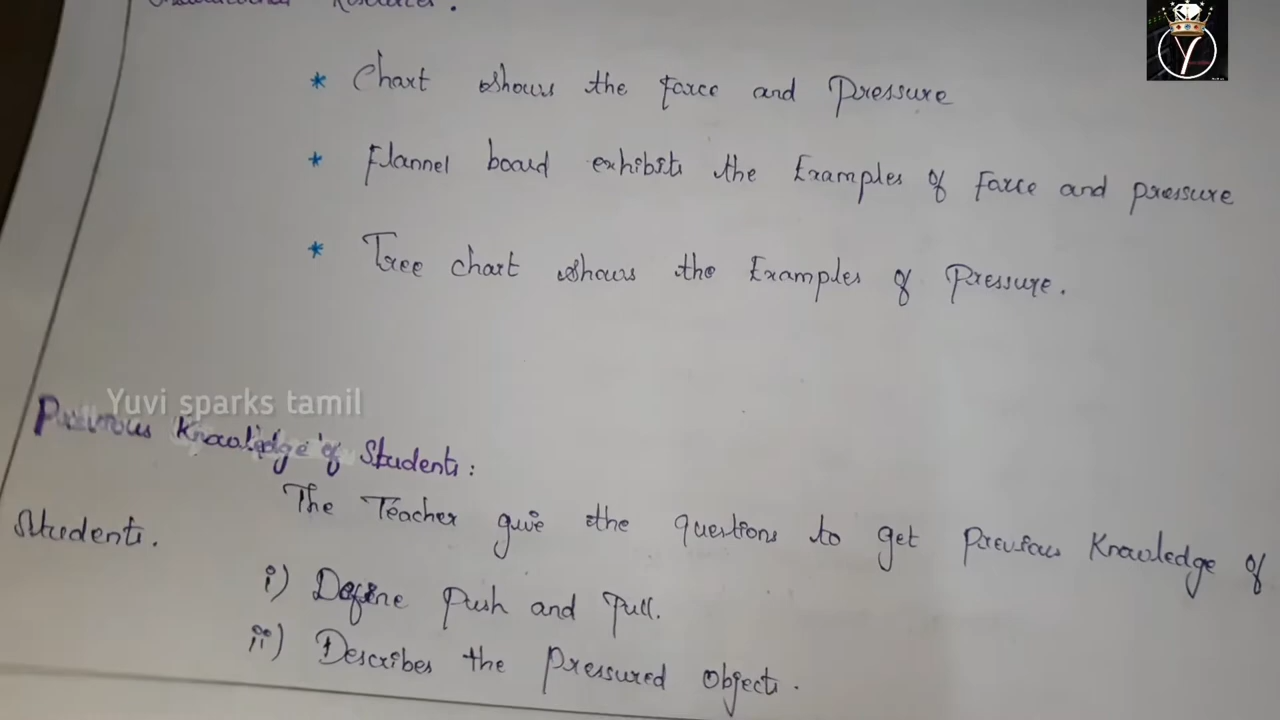 Resources.
* Chart shows the Force and Pressure
* Flannel board exhibits the Examples of Force and pressure
* Tree chart shows the Examples of Pressure.
Yuvi sparks tamil
Previous Knowledge of Students:
The Teacher give the questions to get Previous Knowledge of
Students.
i) Define Push and Pull.
ii) Describes the Pressured Objects.